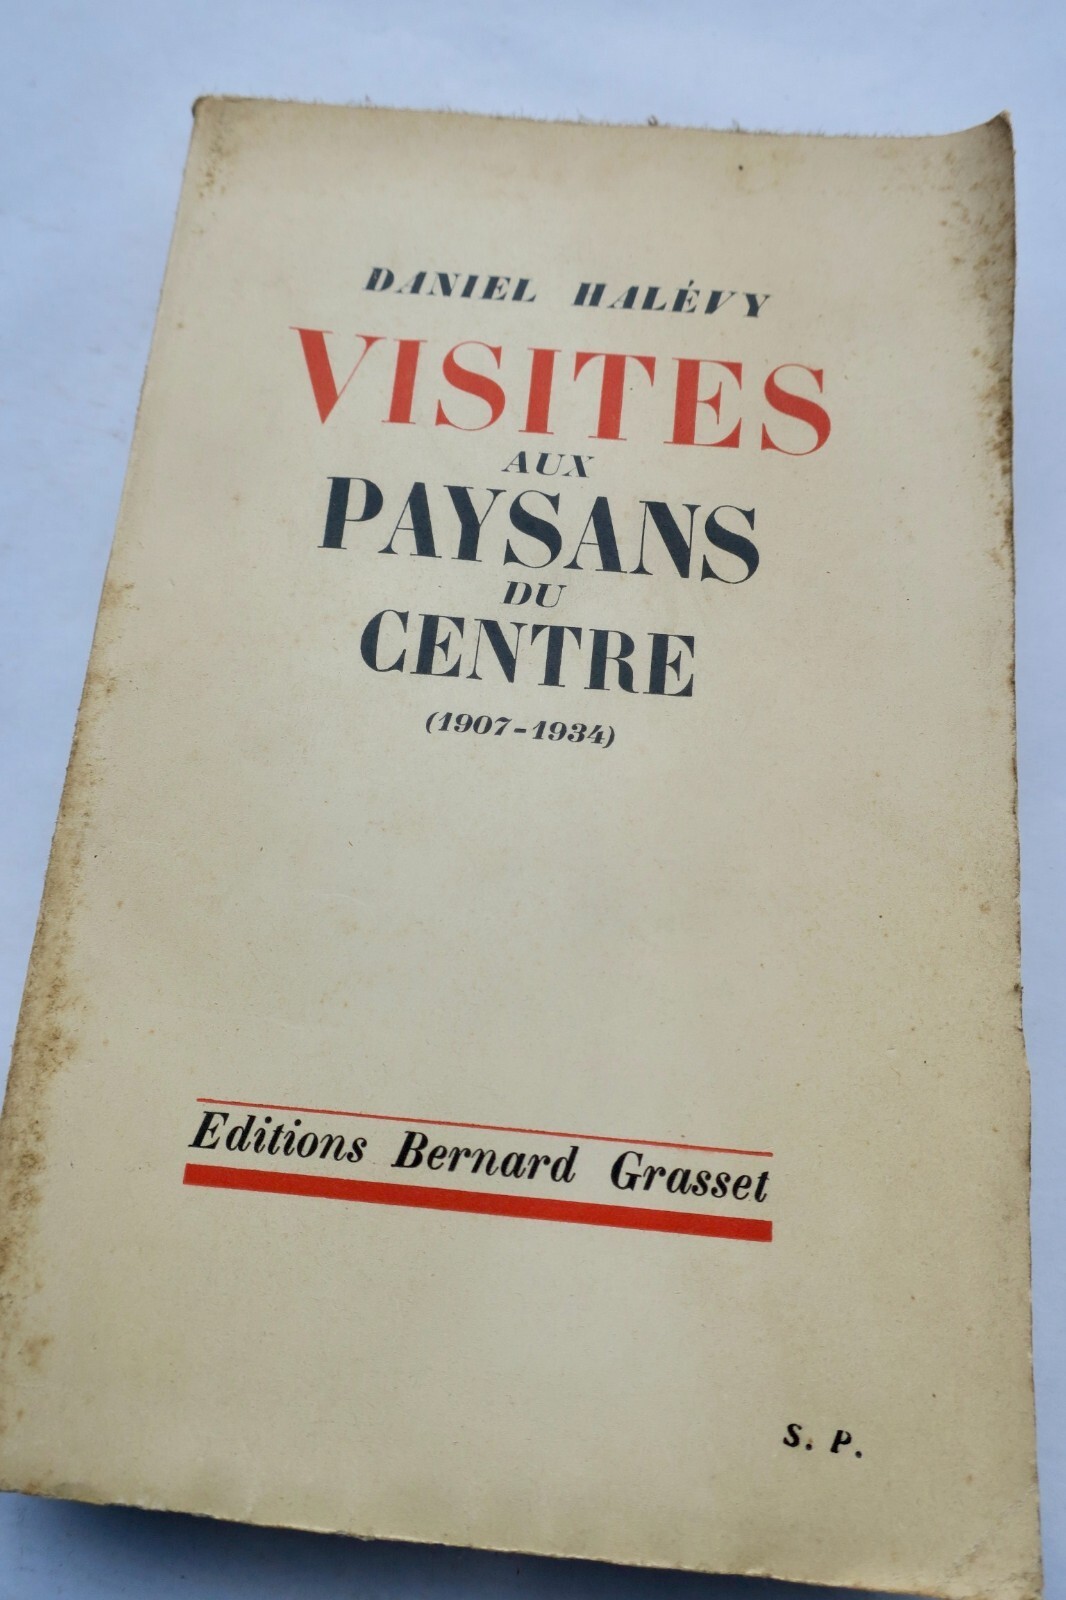 DANIEL HALÉVY
VISITES
AUX
PAYSANS
DU
CENTRE
(1907-1934)
Editions Bernard Grasset
S. P.